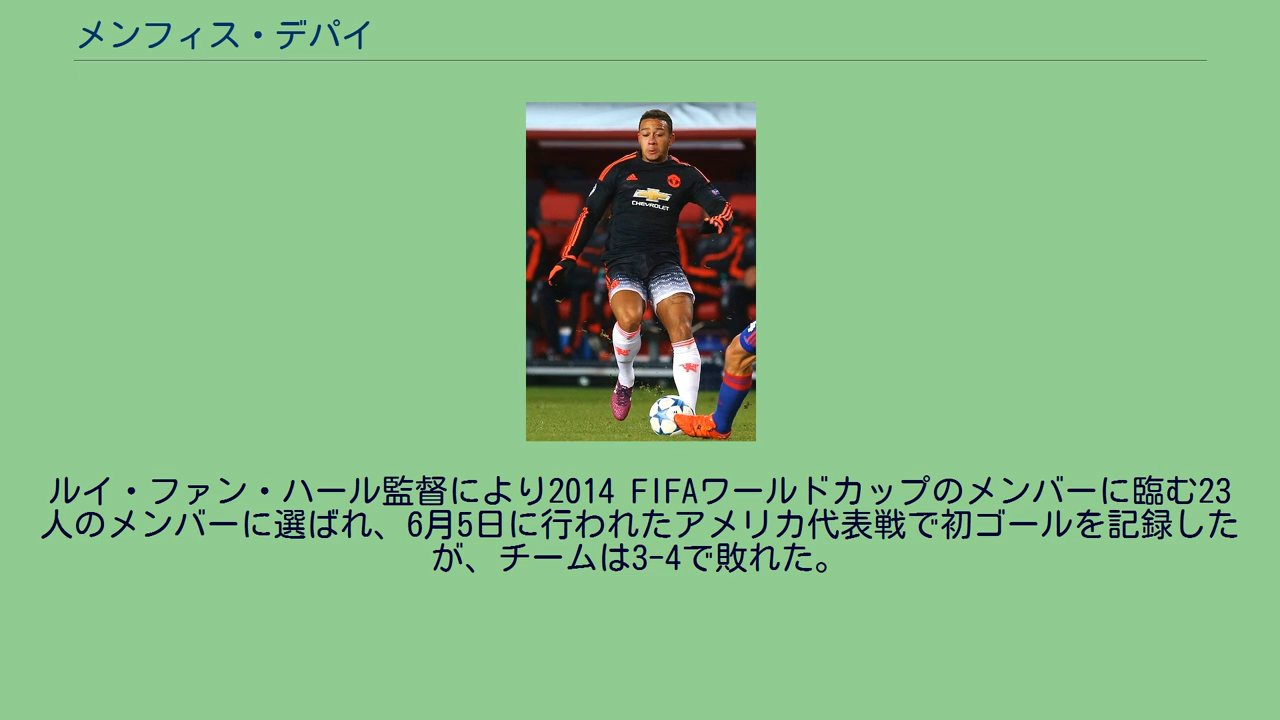 メンフィス・デパイ
CHEVROLET
ルイ・ファン・ハール監督により2014 FIFAワールドカップのメンバーに臨む23
人のメンバーに選ばれ、6月5日に行われたアメリカ代表戦で初ゴールを記録した
が、チームは3-4で敗れた。